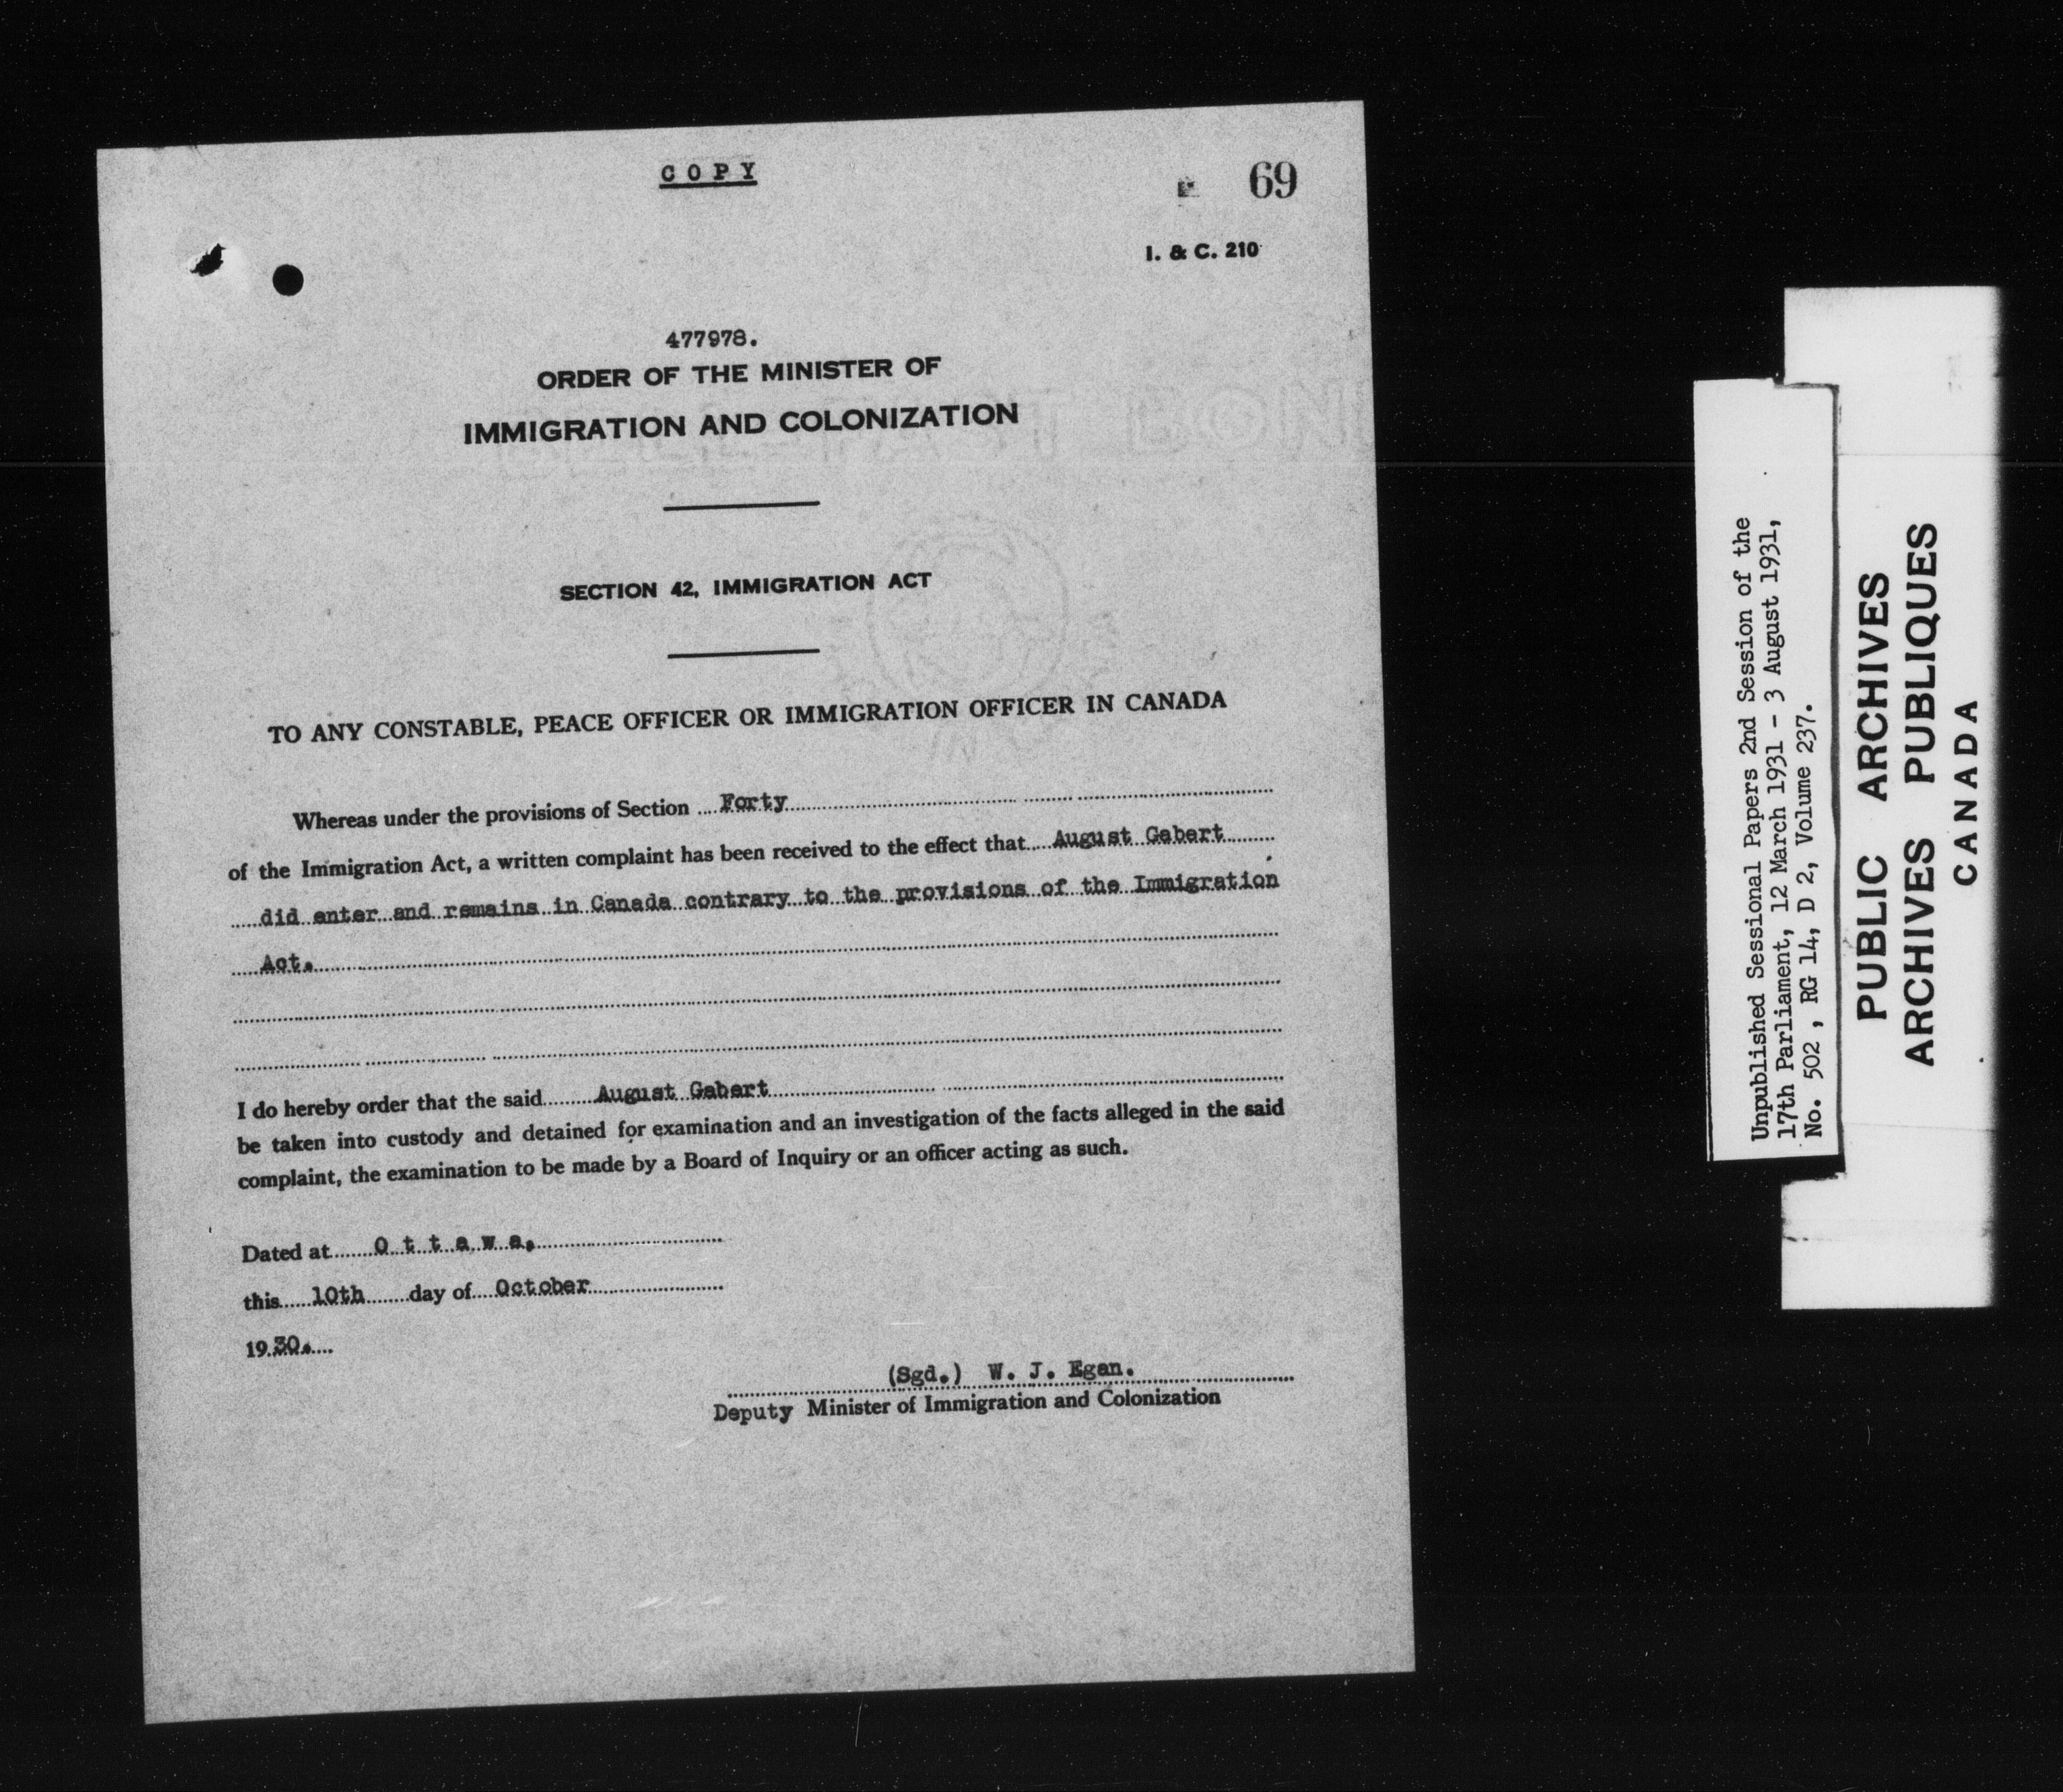 COPY
69
I. & C. 210
477978.
ORDER OF THE MINISTER OF
IMMIGRATION AND COLONIZATION
SECTION 42, IMMIGRATION ACT
TO ANY CONSTABLE, PEACE OFFICER OR IMMIGRATION OFFICER IN CANADA
Whereas under the provisions of Section Forty
of the Immigration Act, a written complaint has been received to the effect that August Gebert
did enter and remains in Canada contrary to the provisions of the Immigration
Act.
I do hereby order that the said August Gebert
be taken into custody and detained for examination and an investigation of the facts alleged in the said
complaint, the examination to be made by a Board of Inquiry or an officer acting as such.
Dated at Ottawa,
this 10th day of October
1930.
(Sgd.) W. J. Egan.
Deputy Minister of Immigration and Colonization
Unpublished Sessional Papers 2nd Session of the
17th Parliament, 12 March 1931 - 3 August 1931,
No. 502 , RG 14, D 2, Volume 237.
PUBLIC ARCHIVES
ARCHIVES PUBLIQUES
CANADA